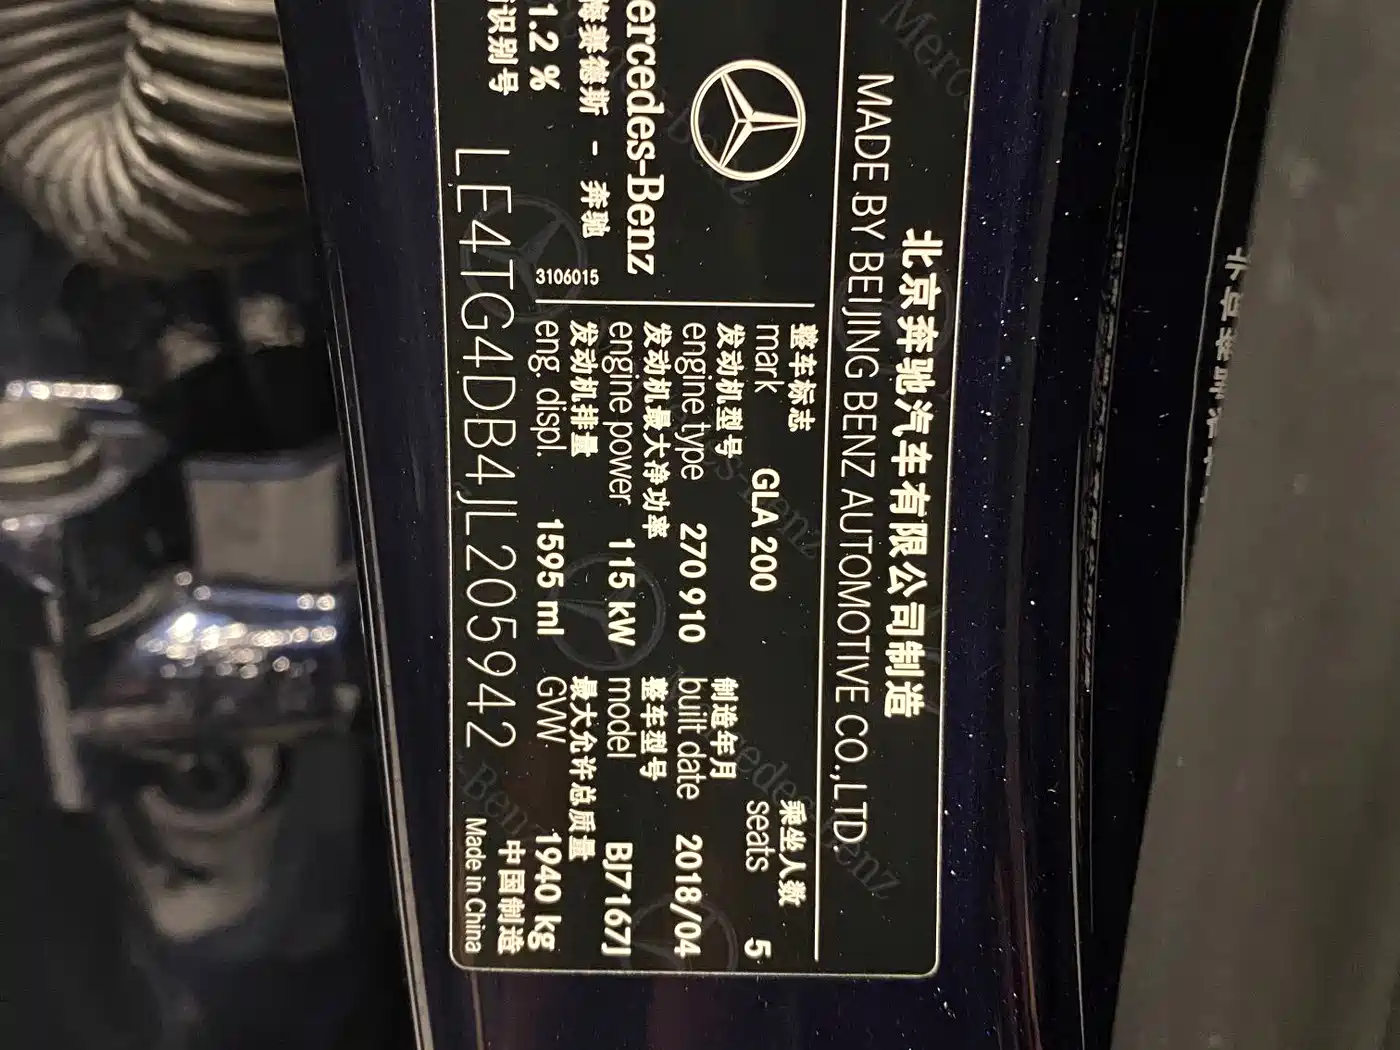 北京奔驰汽车有限公司制造
MADE BY BEIJING BENZ AUTOMOTIVE CO.,LTD.
ercedes-Benz
梅赛德斯 - 奔驰
3106015
整车标志
mark GLA 200
乘坐人数
seats 5
发动机型号
engine type 270 910
制造年月
built date 2018/04
发动机最大净功率
engine power 115 kW
整车型号
model BJ7167J
发动机排量
eng. displ. 1595 ml
最大允许总质量
GVW 1940 kg
1.2 %
识别号
LE4TG4DB4JL205942
中国制造
Made in China